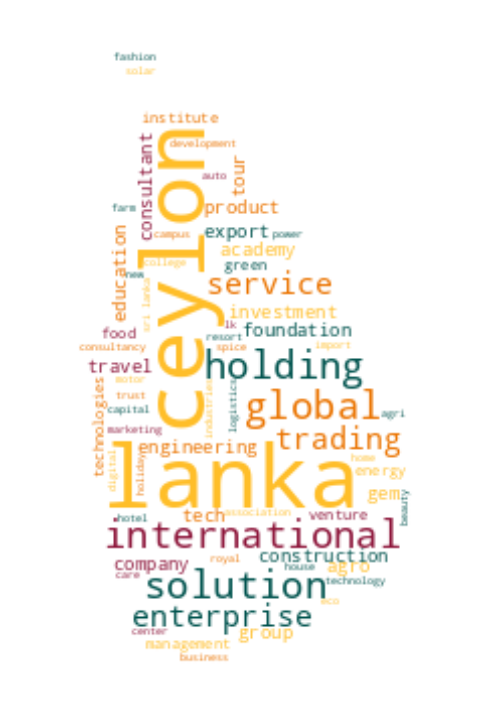 fashion
solar
institute
ceylon
consultant
development
tour
auto
farm
product
campus
export
power
education
academy
college
green
new
service
sri lanka
investment
lk
foundation
food
resort
consultancy
spice
import
travel
holding
motor
technologies
trust
industries
logistics
global
capital
agri
marketing
trading
engineering
lanka
digital
holiday
home
energy
gem
beauty
hotel
tech
association
venture
international
construction
company
royal
house
agro
care
solution
technology
eco
enterprise
center
group
management
business